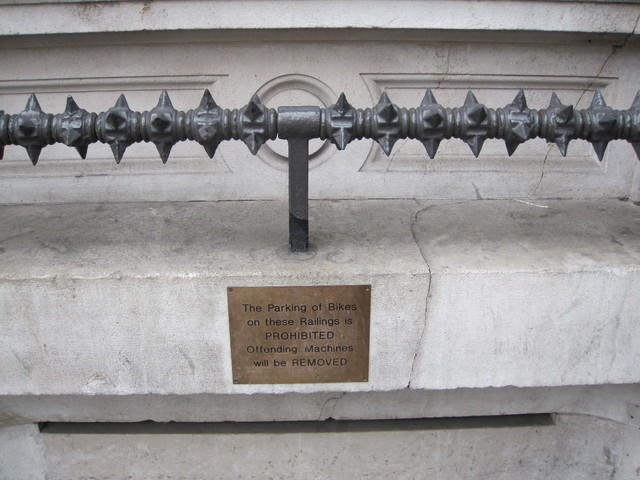 The Parking of Bikes
on these Railings is
PROHIBITED
Offending Machines
will be REMOVED